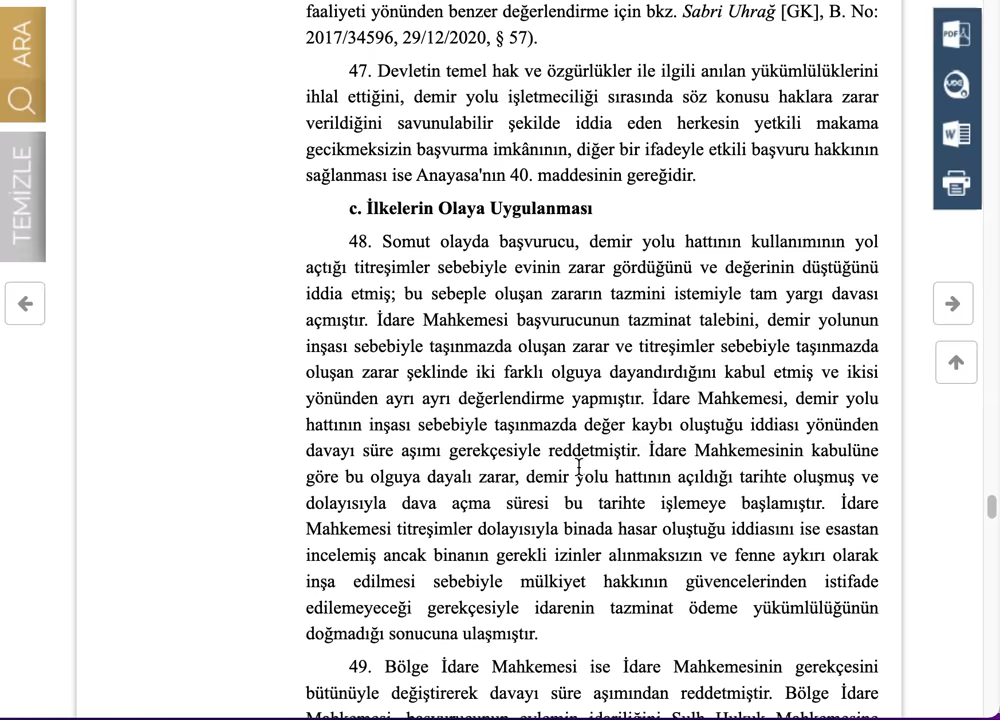 faaliyeti yönünden benzer değerlendirme için bkz. Sabri Uhrağ [GK], B. No:
2017/34596, 29/12/2020, § 57).
47. Devletin temel hak ve özgürlükler ile ilgili anılan yükümlülüklerini
ihlal ettiğini, demir yolu işletmeciliği sırasında söz konusu haklara zarar
verildiğini savunulabilir şekilde iddia eden herkesin yetkili makama
gecikmeksizin başvurma imkânının, diğer bir ifadeyle etkili başvuru hakkının
sağlanması ise Anayasa'nın 40. maddesinin gereğidir.
c. İlkelerin Olaya Uygulanması
48. Somut olayda başvurucu, demir yolu hattının kullanımının yol
açtığı titreşimler sebebiyle evinin zarar gördüğünü ve değerinin düştüğünü
iddia etmiş; bu sebeple oluşan zararın tazmini istemiyle tam yargı davası
açmıştır. İdare Mahkemesi başvurucunun tazminat talebini, demir yolunun
inşası sebebiyle taşınmazda oluşan zarar ve titreşimler sebebiyle taşınmazda
oluşan zarar şeklinde iki farklı olguya dayandırdığını kabul etmiş ve ikisi
yönünden ayrı ayrı değerlendirme yapmıştır. İdare Mahkemesi, demir yolu
hattının inşası sebebiyle taşınmazda değer kaybı oluştuğu iddiası yönünden
davayı süre aşımı gerekçesiyle reddetmiştir. İdare Mahkemesinin kabulüne
göre bu olguya dayalı zarar, demir yolu hattının açıldığı tarihte oluşmuş ve
dolayısıyla dava açma süresi bu tarihte işlemeye başlamıştır. İdare
Mahkemesi titreşimler dolayısıyla binada hasar oluştuğu iddiasını ise esastan
incelemiş ancak binanın gerekli izinler alınmaksızın ve fenne aykırı olarak
inşa edilmesi sebebiyle mülkiyet hakkının güvencelerinden istifade
edilemeyeceği gerekçesiyle idarenin tazminat ödeme yükümlülüğünün
doğmadığı sonucuna ulaşmıştır.
49. Bölge İdare Mahkemesi ise İdare Mahkemesinin gerekçesini
bütünüyle değiştirerek davayı süre aşımından reddetmiştir. Bölge İdare
Mahkemesi, başvurucunun eylemin idariliğini Sulh Hukuk Mahkemesine
ARA
TEMİZLE
PDF
UDF
W